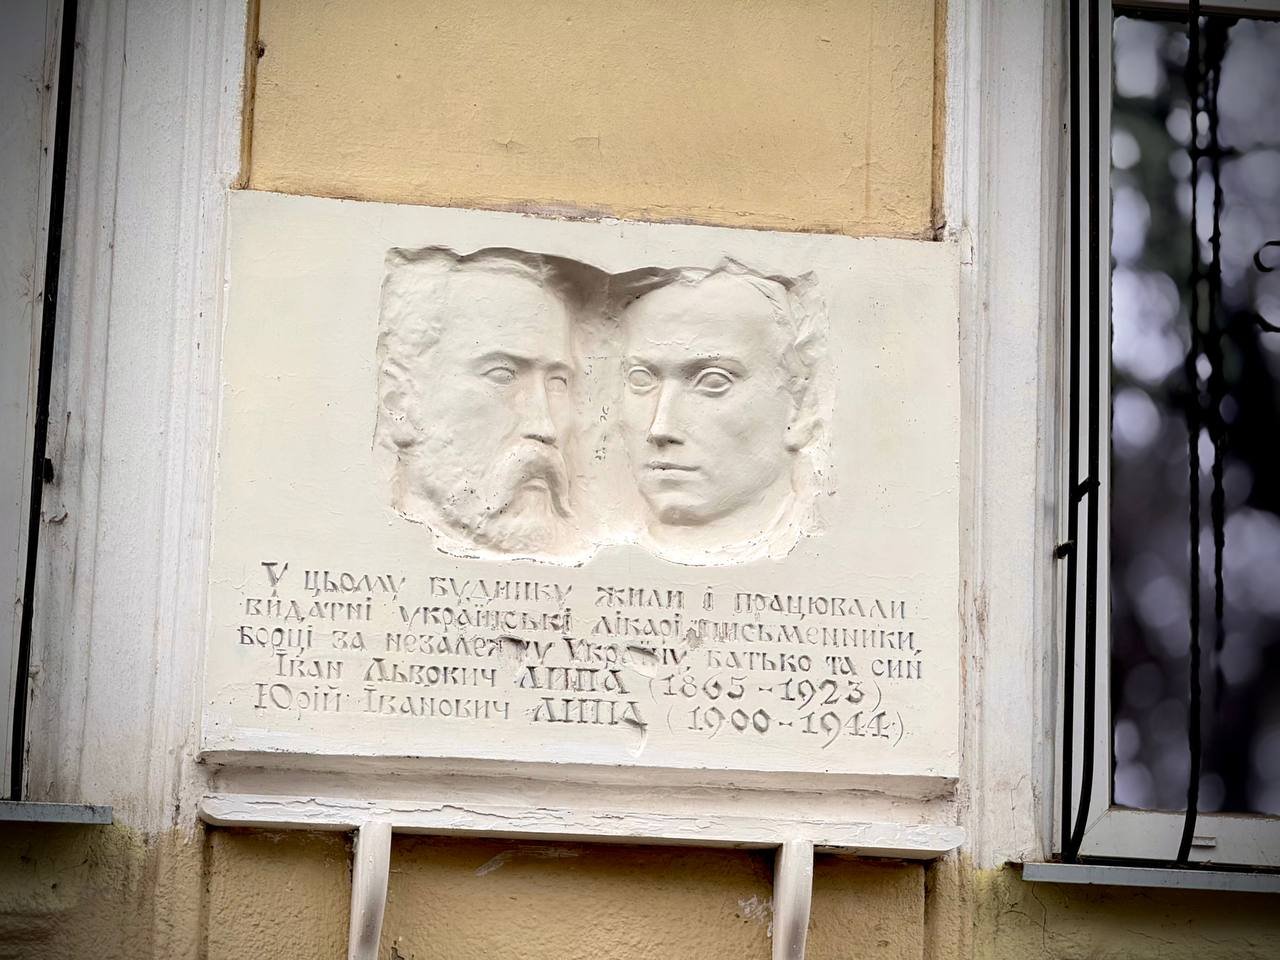 У цьому будинку жили і працювали
видатні українські лікарі, письменники,
борці за незалежну Україну, батько та син
Іван Львович ЛИПА (1865-1923)
Юрій Іванович ЛИПА (1900-1944)